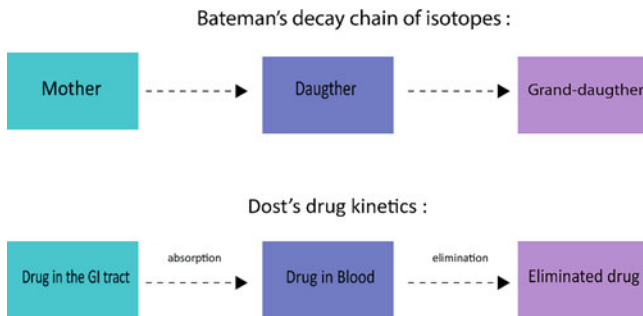 Bateman's decay chain of isotopes :
Mother
Daugther
Grand-daugther
Dost's drug kinetics :
Drug in the GI tract
absorption
Drug in Blood
elimination
Eliminated drug